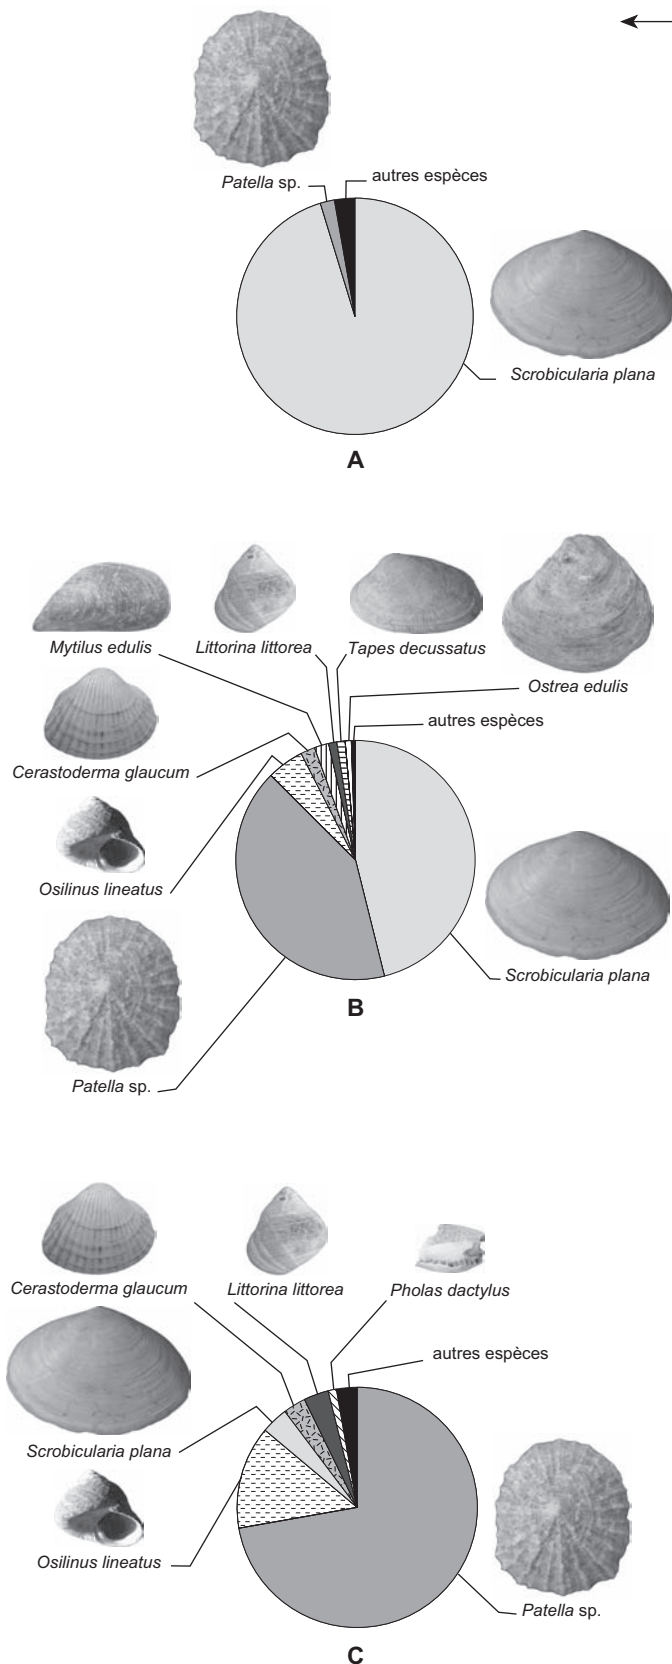 Patella sp.
autres espèces
Scrobicularia plana
A
Mytilus edulis
Littorina littorea
Tapes decussatus
Ostrea edulis
autres espèces
Cerastoderma glaucum
Osilinus lineatus
Scrobicularia plana
B
Patella sp.
Cerastoderma glaucum
Littorina littorea
Pholas dactylus
autres espèces
Scrobicularia plana
Osilinus lineatus
Patella sp.
C